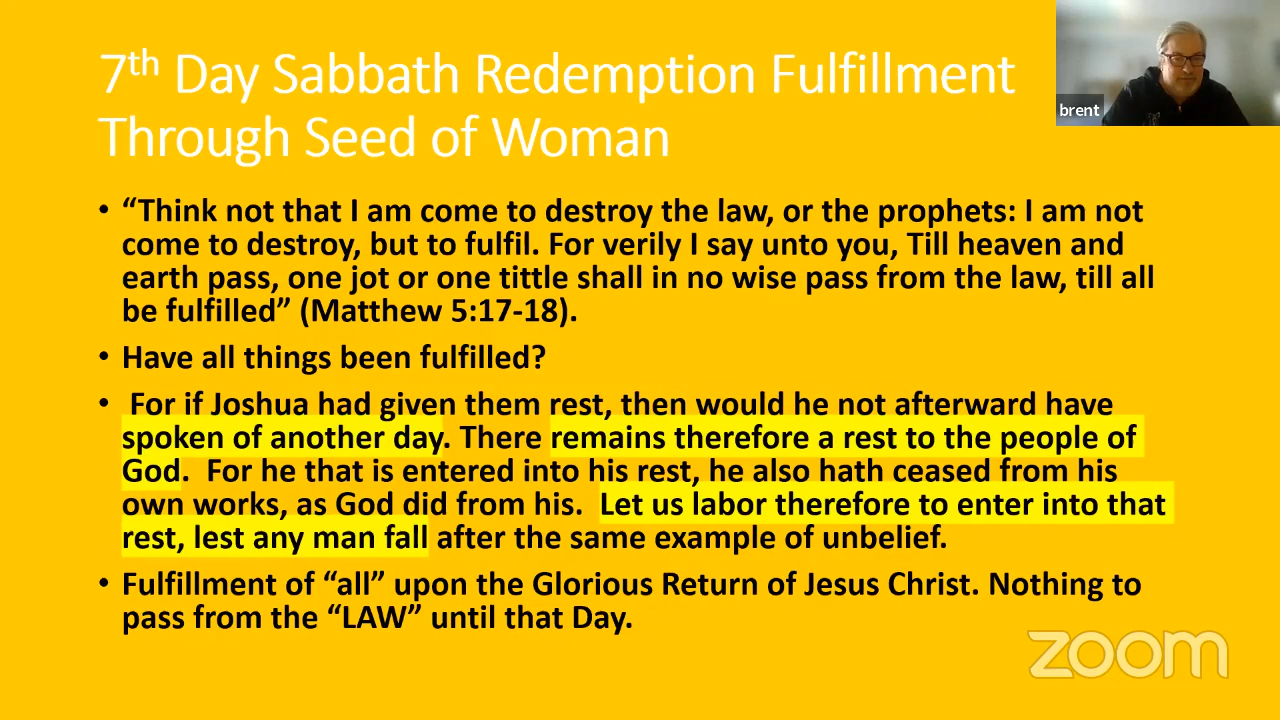 7th Day Sabbath Redemption Fulfillment
Through Seed of Woman
brent
• “Think not that I am come to destroy the law, or the prophets: I am not
come to destroy, but to fulfil. For verily I say unto you, Till heaven and
earth pass, one jot or one tittle shall in no wise pass from the law, till all
be fulfilled” (Matthew 5:17-18).
• Have all things been fulfilled?
• For if Joshua had given them rest, then would he not afterward have
spoken of another day. There remains therefore a rest to the people of
God.  For he that is entered into his rest, he also hath ceased from his
own works, as God did from his.  Let us labor therefore to enter into that
rest, lest any man fall after the same example of unbelief.
• Fulfillment of “all” upon the Glorious Return of Jesus Christ. Nothing to
pass from the “LAW” until that Day.
zoom